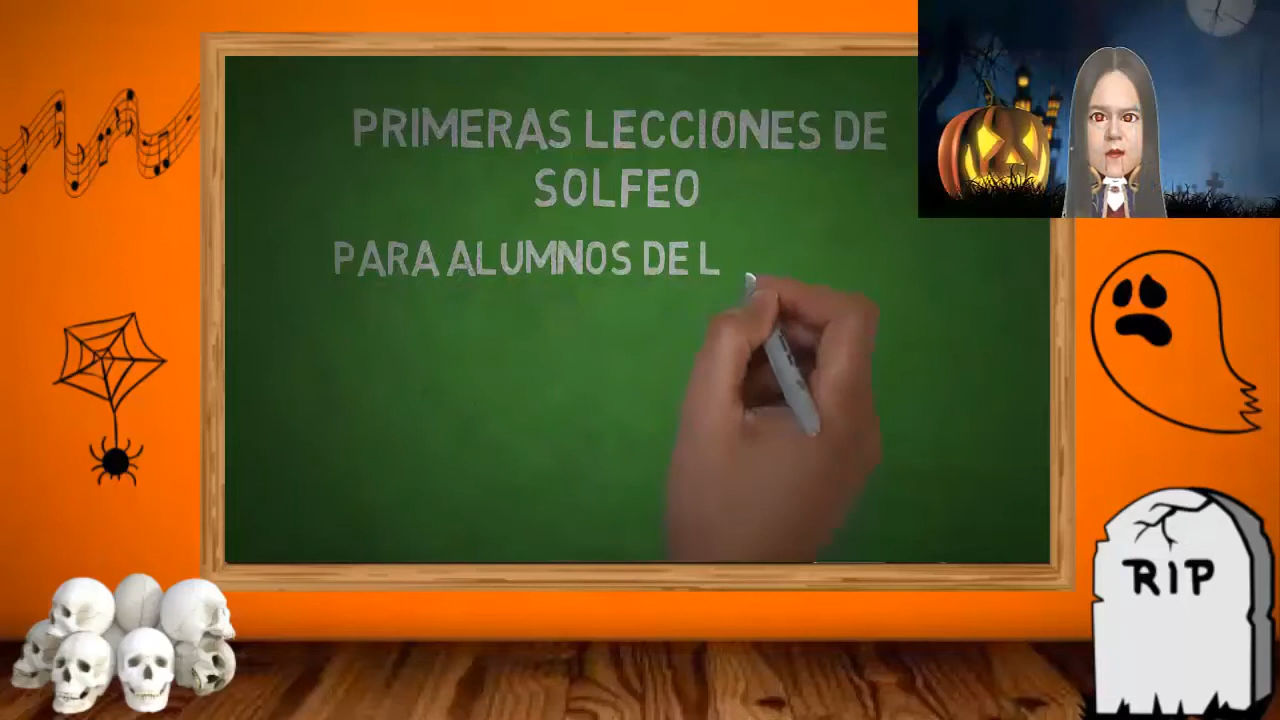 PRIMERAS LECCIONES DE
SOLFEO
PARA ALUMNOS DE L
RIP